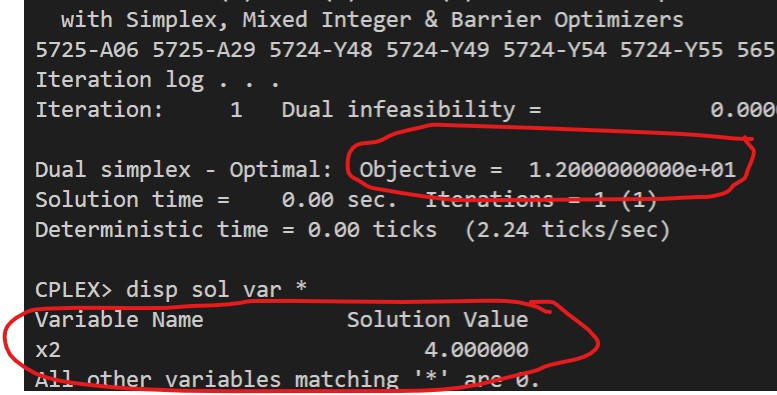 with Simplex, Mixed Integer & Barrier Optimizers
5725-A06 5725-A29 5724-Y48 5724-Y49 5724-Y54 5724-Y55 565
Iteration log . . .
Iteration:     1   Dual infeasibility =             0.000
Dual simplex - Optimal:  Objective =  1.2000000000e+01
Solution time =    0.00 sec.  Iterations = 1 (1)
Deterministic time = 0.00 ticks  (2.24 ticks/sec)
CPLEX> disp sol var *
Variable Name           Solution Value
x2                            4.000000
All other variables matching '*' are 0.